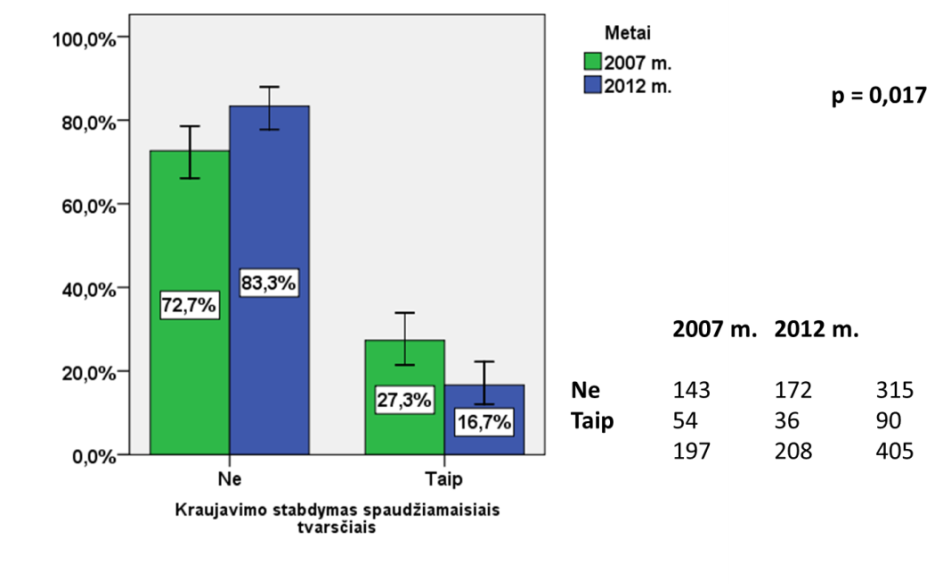 100,0%
80,0%
60,0%
40,0%
20,0%
0,0%
72,7%
83,3%
27,3%
16,7%
Ne Taip
Kraujavimo stabdymas spaudžiamaisiais
tvarsčiais
Metai
2007 m.
2012 m.
p = 0,017
2007 m. 2012 m.
Ne 143 172 315
Taip 54 36 90
197 208 405